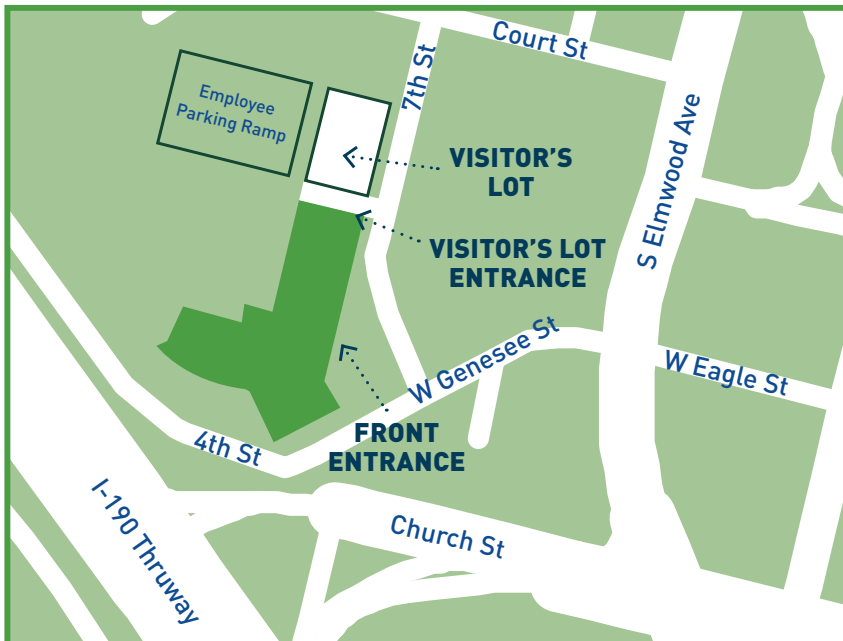 Court St
7th St
Employee
Parking Ramp
S Elmwood Ave
VISITOR'S
LOT
VISITOR'S LOT
ENTRANCE
W Genesee St
W Eagle St
FRONT
ENTRANCE
4th St
I-190 Thruway
Church St